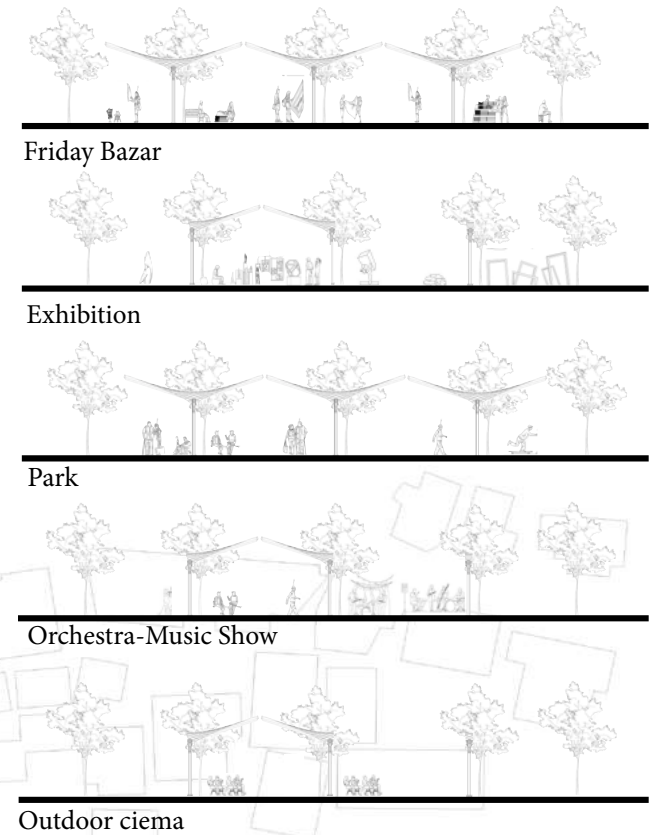 Friday Bazar
Exhibition
Park
Orchestra-Music Show
Outdoor ciema